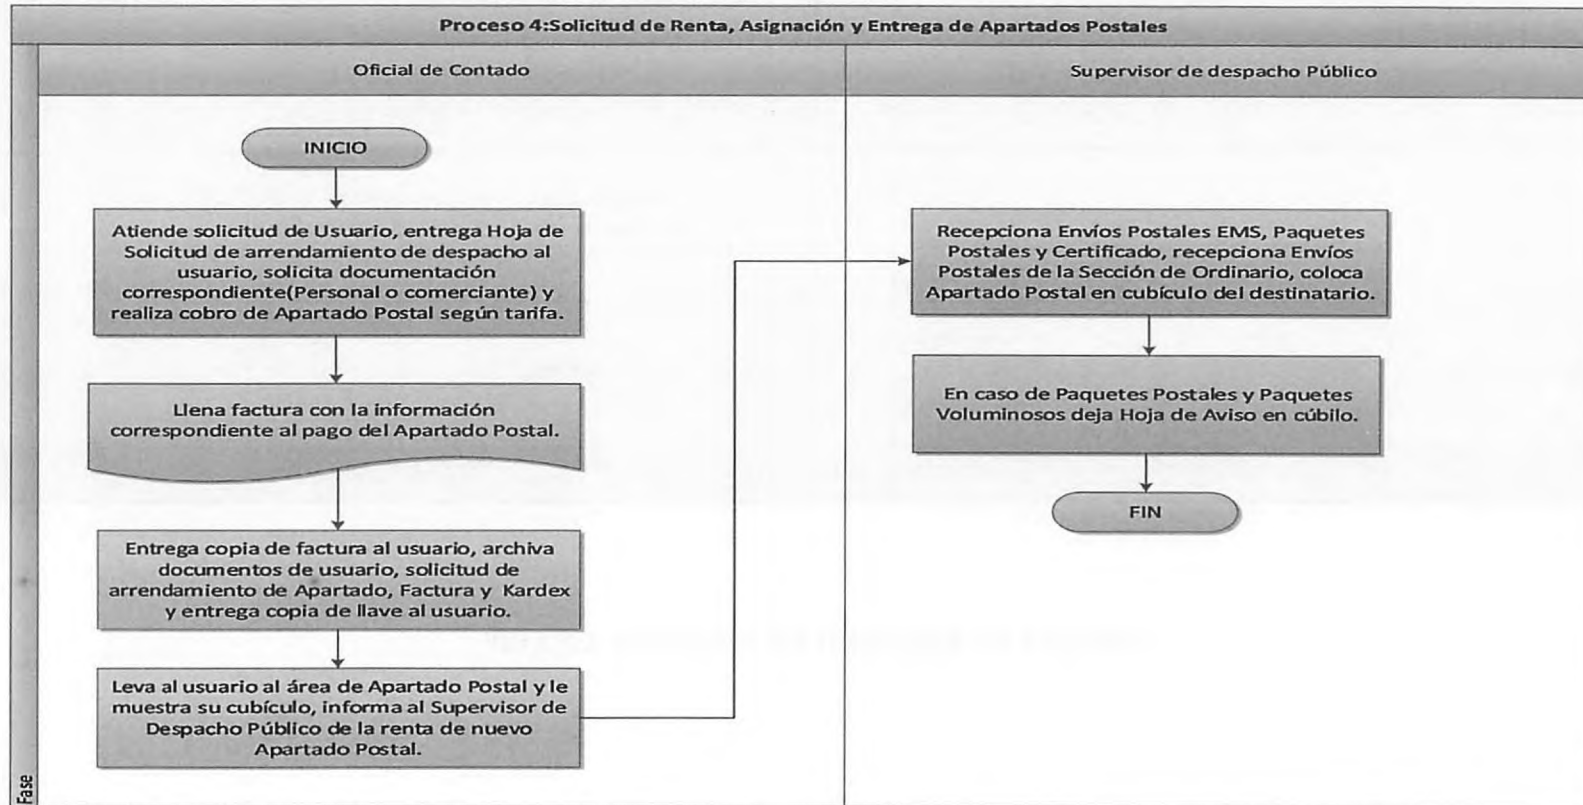 Proceso 4:Solicitud de Renta, Asignación y Entrega de Apartados Postales
Oficial de Contado
Supervisor de despacho Público
INICIO
Atiende solicitud de Usuario, entrega Hoja de
Solicitud de arrendamiento de despacho al
usuario, solicita documentación
correspondiente(Personal o comerciante) y
realiza cobro de Apartado Postal según tarifa.
Llena factura con la información
correspondiente al pago del Apartado Postal.
Entrega copia de factura al usuario, archiva
documentos de usuario, solicitud de
arrendamiento de Apartado, Factura y Kardex
y entrega copia de llave al usuario.
Leva al usuario al área de Apartado Postal y le
muestra su cubículo, informa al Supervisor de
Despacho Público de la renta de nuevo
Apartado Postal.
Recepciona Envíos Postales EMS, Paquetes
Postales y Certificado, recepciona Envíos
Postales de la Sección de Ordinario, coloca
Apartado Postal en cubículo del destinatario.
En caso de Paquetes Postales y Paquetes
Voluminosos deja Hoja de Aviso en cúbilo.
FIN
Fase